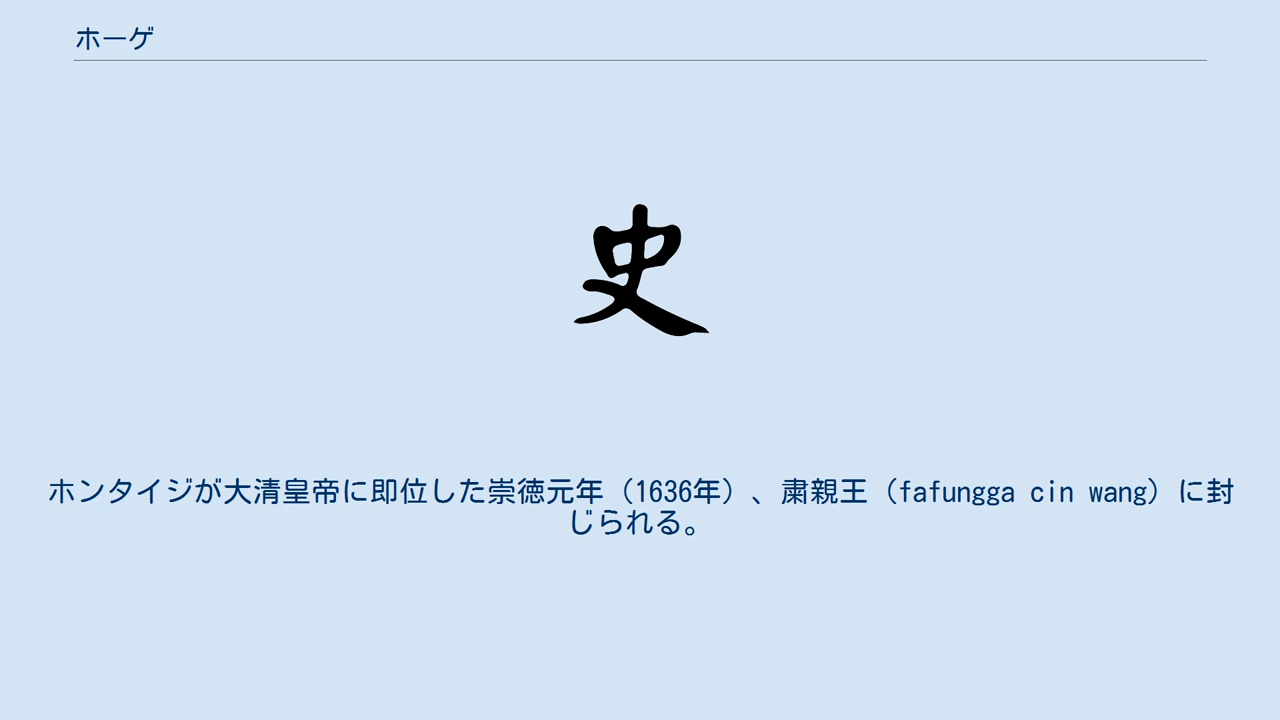 ホーゲ
史
ホンタイジが大清皇帝に即位した崇徳元年（1636年）、粛親王（fafungga cin wang）に封
じられる。